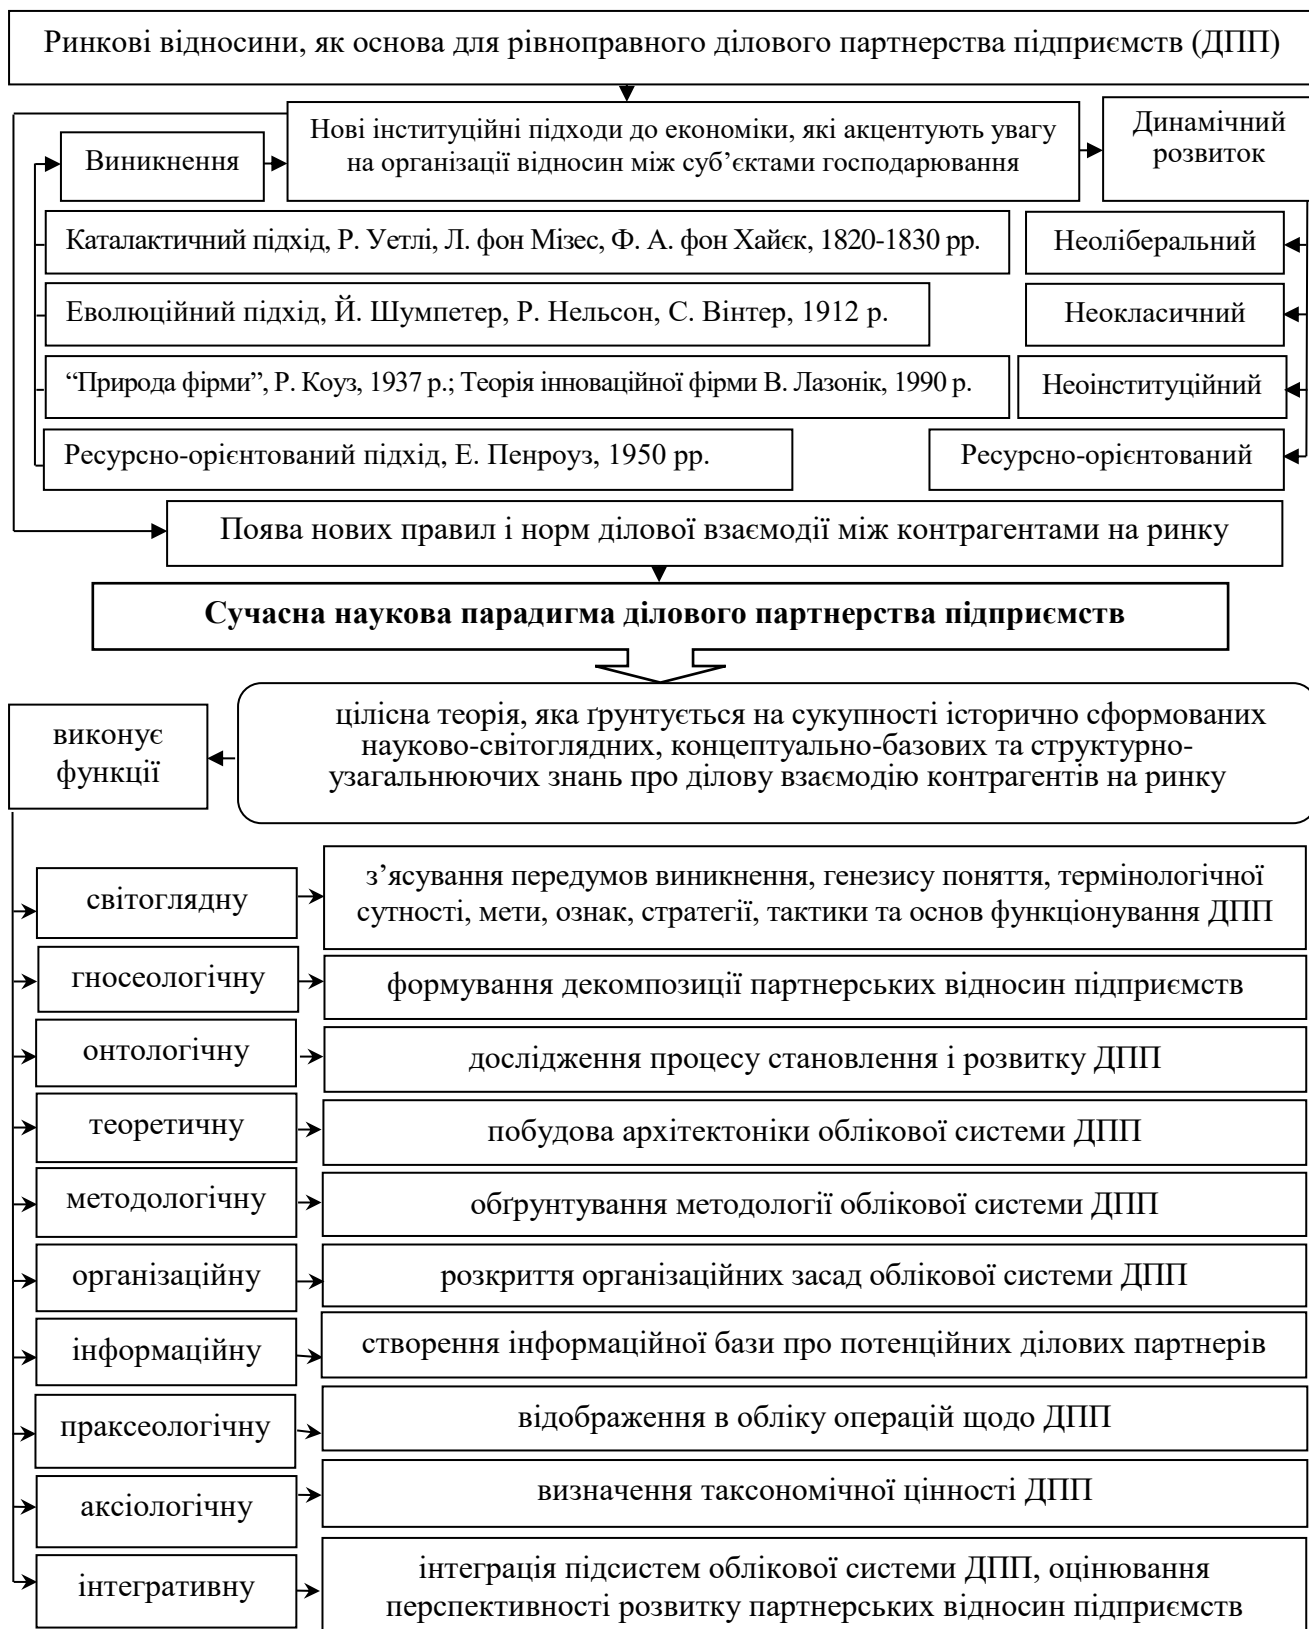 Ринкові відносини, як основа для рівноправного ділового партнерства підприємств (ДПП)
Виникнення
Нові інституційні підходи до економіки, які акцентують увагу
на організації відносин між суб’єктами господарювання
Динамічний
розвиток
Каталактичний підхід, Р. Уетлі, Л. фон Мізес, Ф. А. фон Хайєк, 1820-1830 рр.
Неоліберальний
Еволюційний підхід, Й. Шумпетер, Р. Нельсон, С. Вінтер, 1912 р.
Неокласичний
“Природа фірми”, Р. Коуз, 1937 р.; Теорія інноваційної фірми В. Лазонік, 1990 р.
Неоінституційний
Ресурсно-орієнтований підхід, Е. Пенроуз, 1950 рр.
Ресурсно-орієнтований
Поява нових правил і норм ділової взаємодії між контрагентами на ринку
Сучасна наукова парадигма ділового партнерства підприємств
виконує
функції
цілісна теорія, яка ґрунтується на сукупності історично сформованих
науково-світоглядних, концептуально-базових та структурно-
узагальнюючих знань про ділову взаємодію контрагентів на ринку
світоглядну
з’ясування передумов виникнення, генезису поняття, термінологічної
сутності, мети, ознак, стратегії, тактики та основ функціонування ДПП
гносеологічну
формування декомпозиції партнерських відносин підприємств
онтологічну
дослідження процесу становлення і розвитку ДПП
теоретичну
побудова архітектоніки облікової системи ДПП
методологічну
обґрунтування методології облікової системи ДПП
організаційну
розкриття організаційних засад облікової системи ДПП
інформаційну
створення інформаційної бази про потенційних ділових партнерів
праксеологічну
відображення в обліку операцій щодо ДПП
аксіологічну
визначення таксономічної цінності ДПП
інтегративну
інтеграція підсистем облікової системи ДПП, оцінювання
перспективності розвитку партнерських відносин підприємств